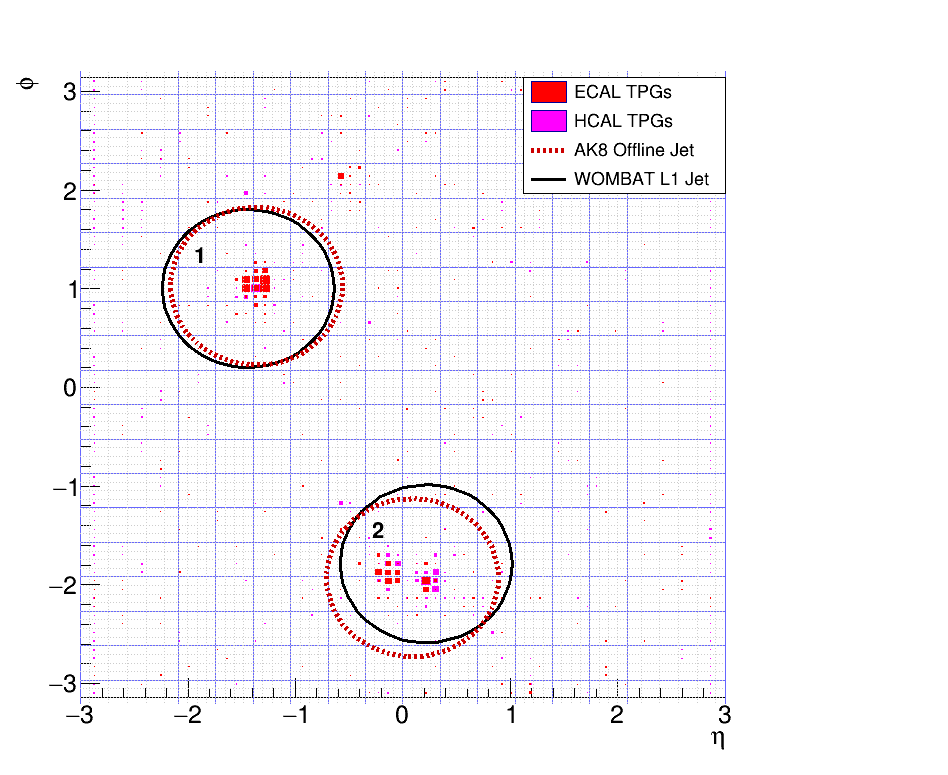 φ
3
2
1
0
−1
−2
−3
ECAL TPGs
HCAL TPGs
AK8 Offline Jet
WOMBAT L1 Jet
1
2
−3 −2 −1 0 1 2 3
η